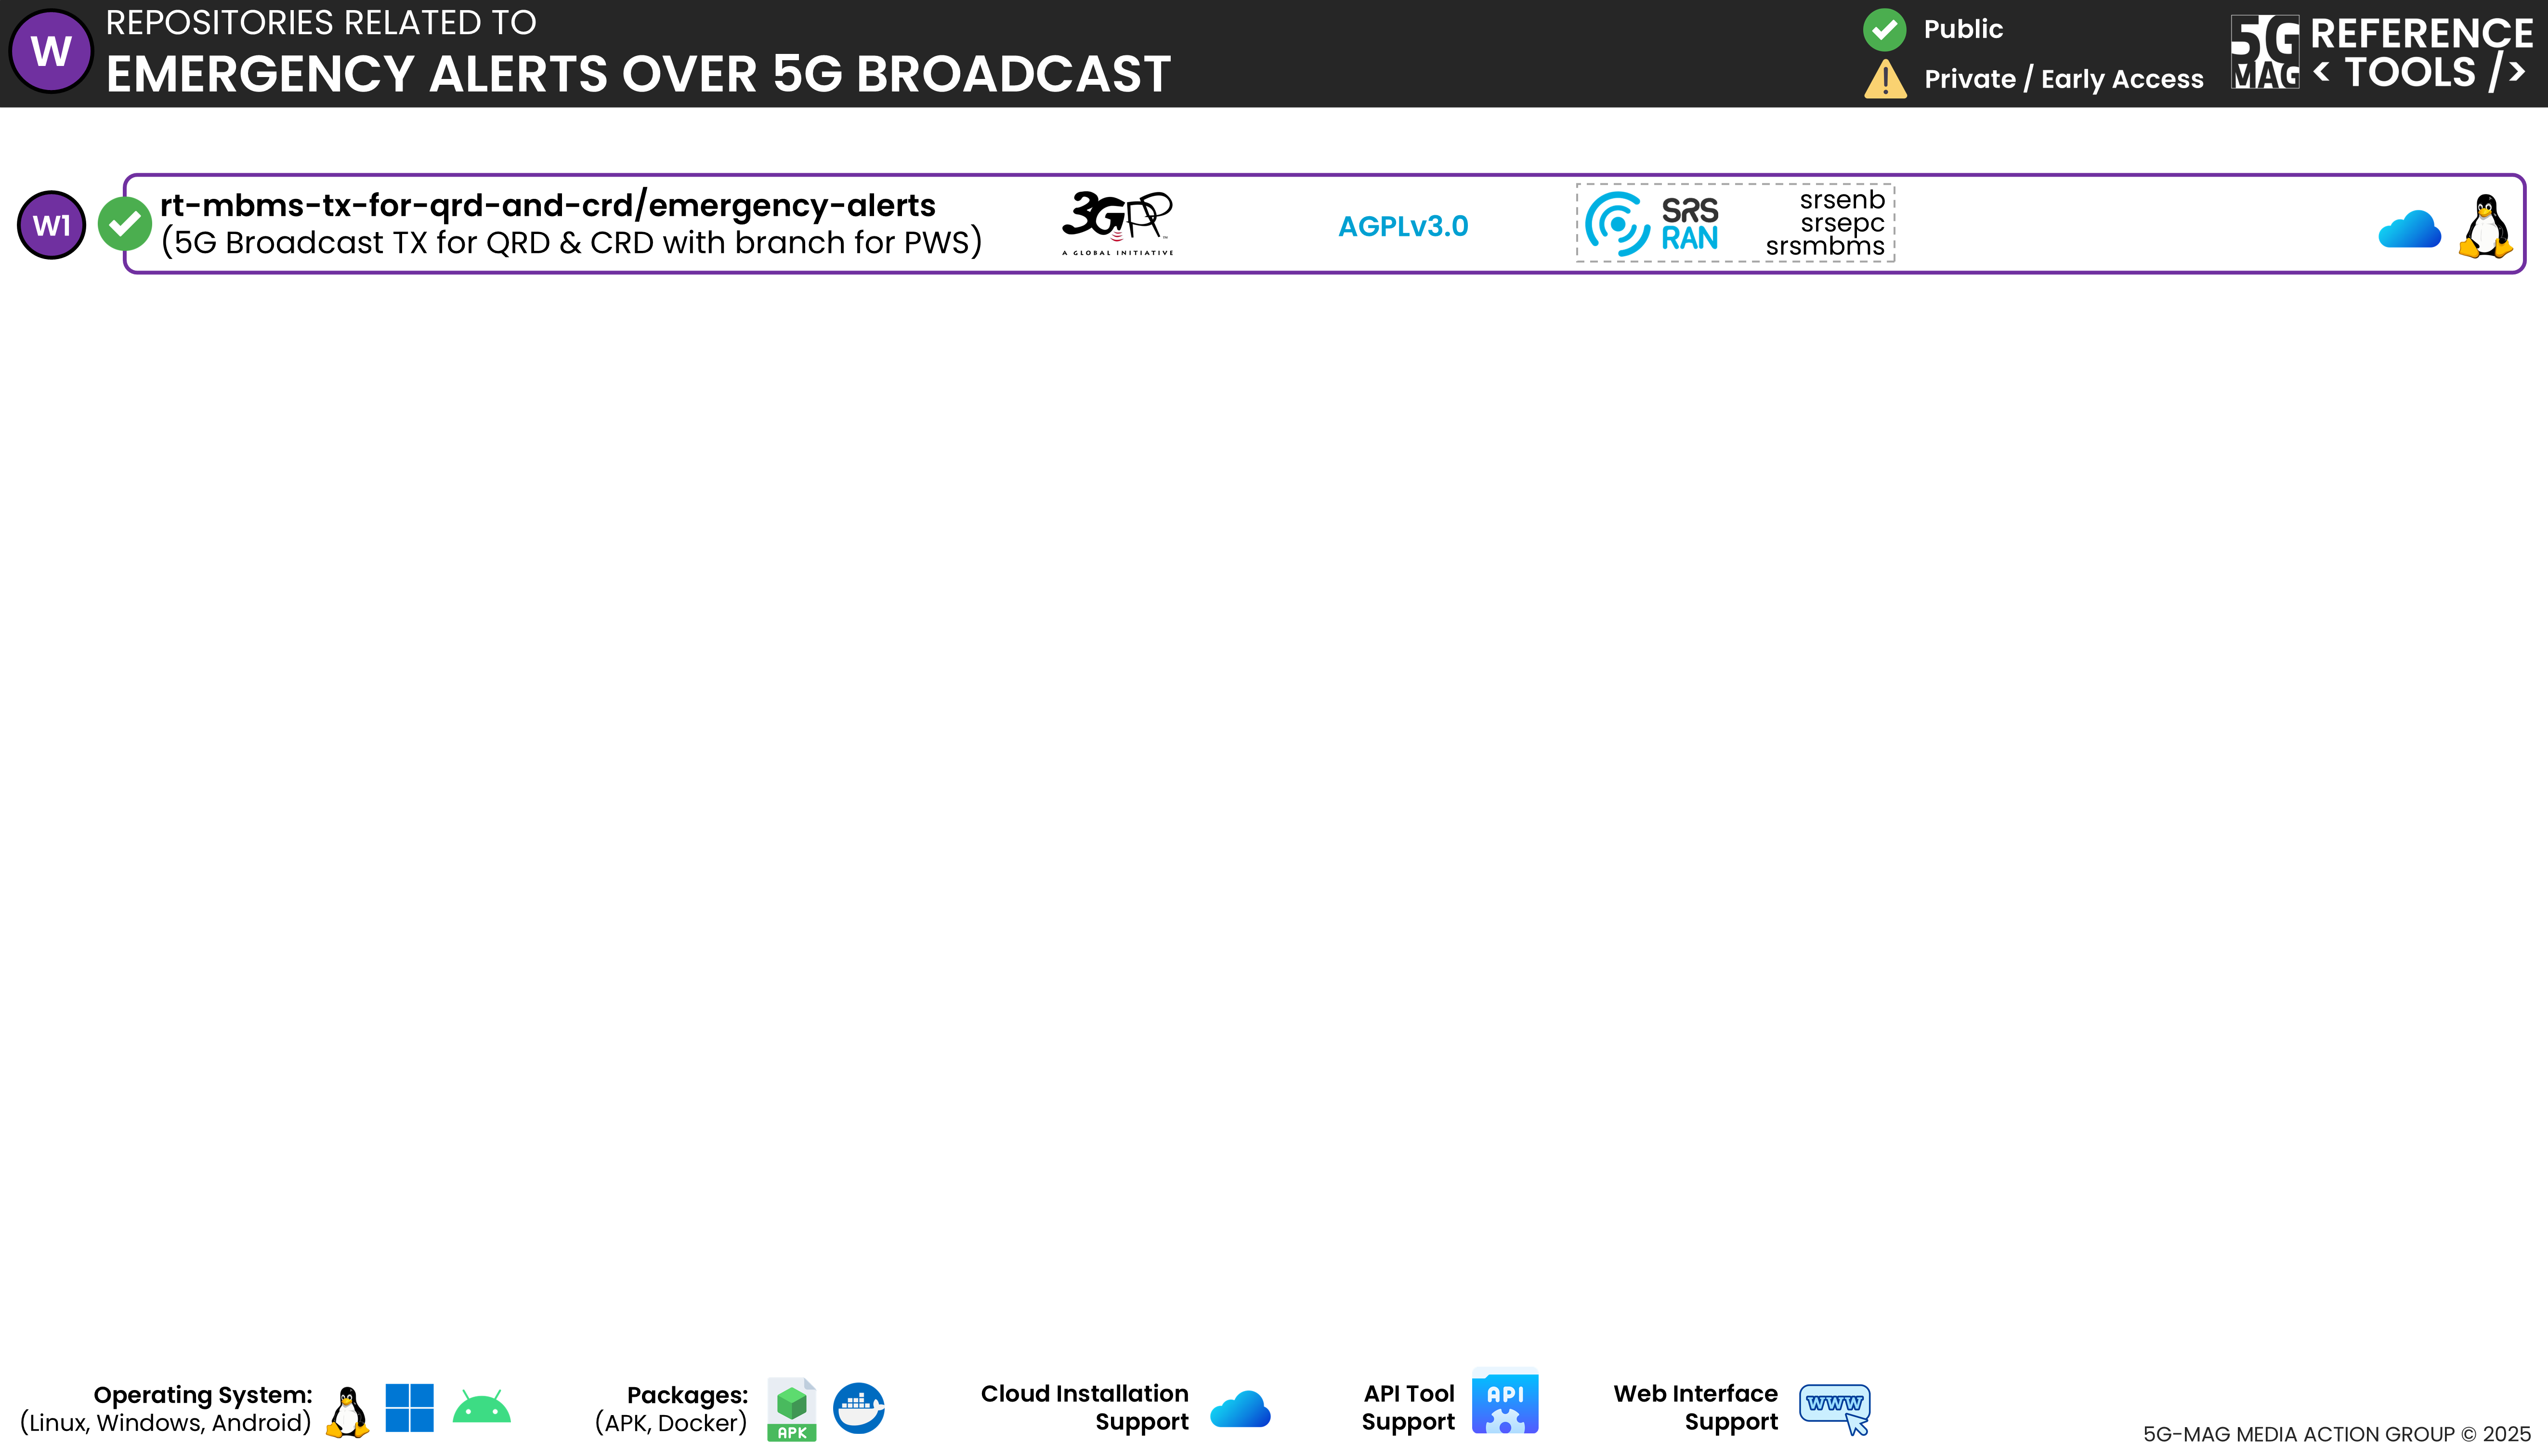 W
REPOSITORIES RELATED TO
EMERGENCY ALERTS OVER 5G BROADCAST
Public
Private / Early Access
5G
MAG
REFERENCE
< TOOLS />
W1
rt-mbms-tx-for-qrd-and-crd/emergency-alerts
(5G Broadcast TX for QRD & CRD with branch for PWS)
3GPP
™
A GLOBAL INITIATIVE
AGPLv3.0
SRS
RAN
srsenb
srsepc
srsmbms
Operating System:
(Linux, Windows, Android)
Packages:
(APK, Docker)
APK
Cloud Installation
Support
API Tool
Support
API
Web Interface
Support
WWW
5G-MAG MEDIA ACTION GROUP © 2025